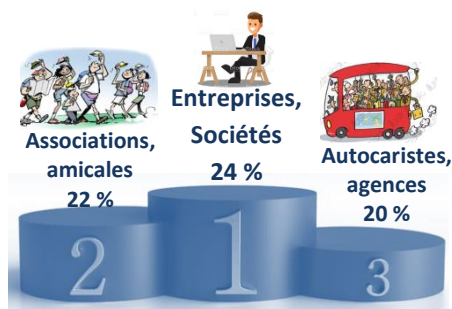 Entreprises,
Sociétés
24 %
Associations,
amicales
22 %
Autocaristes,
agences
20 %
2
1
3